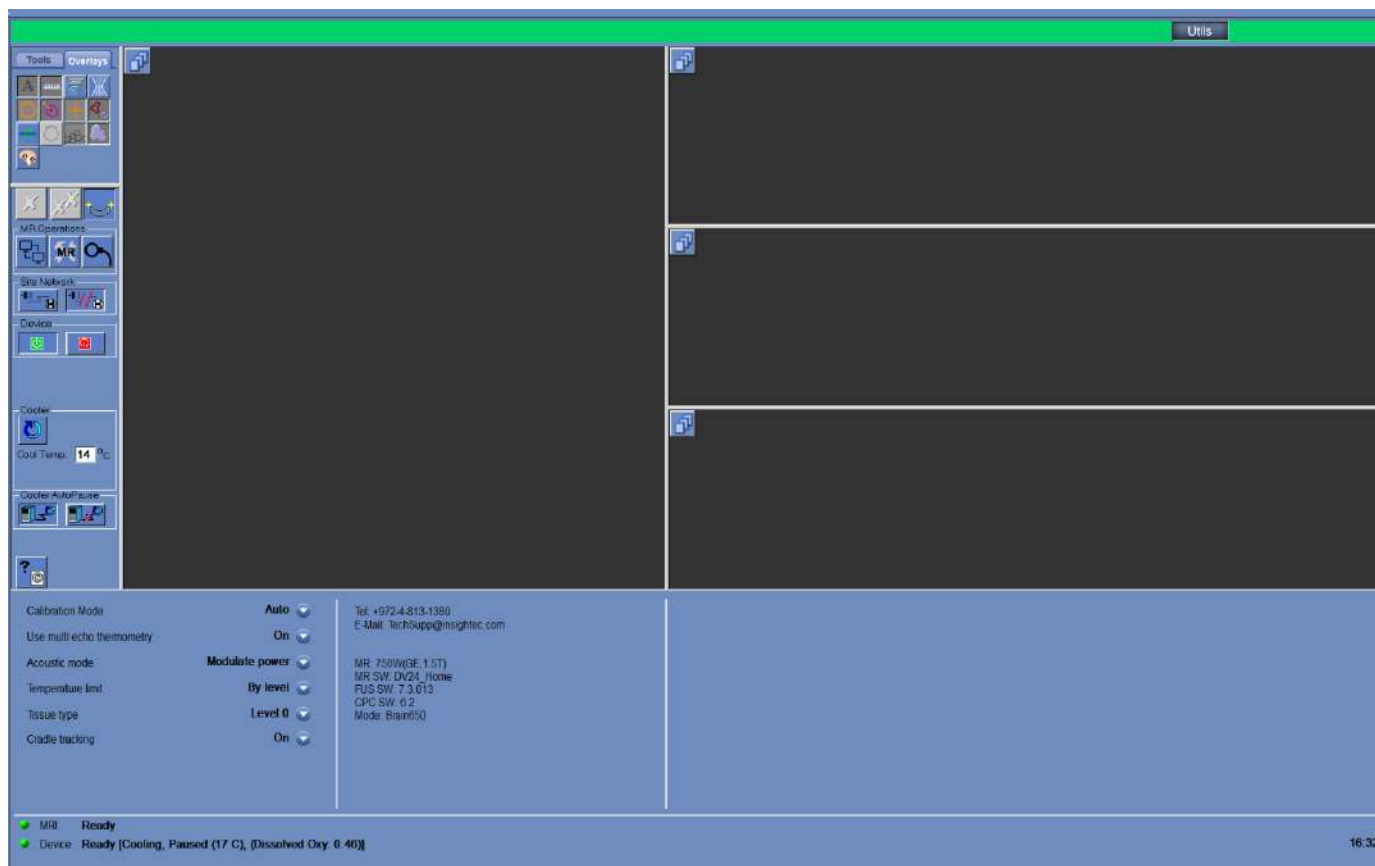 Utils
Tools Overlays
A
MR Operations
MR
Site Network
H H
Device
Cooler
Cool Temp. 14 °C
Cooler AutoPause
?
Calibration Mode Auto
Use multi echo thermometry On
Acoustic mode Modulate power
Temperature limit By level
Tissue type Level 0
Cradle tracking On
Tel: +972-4-813-1380
E-Mail: TechSupp@insightec.com
MR: 750W(GE,1.5T)
MR SW: DV24_Home
FUS SW: 7.3.013
CPC SW: 6.2
Mode: Brain650
MRI Ready
Device Ready [Cooling, Paused (17 C), (Dissolved Oxy: 0.46)]
16:32